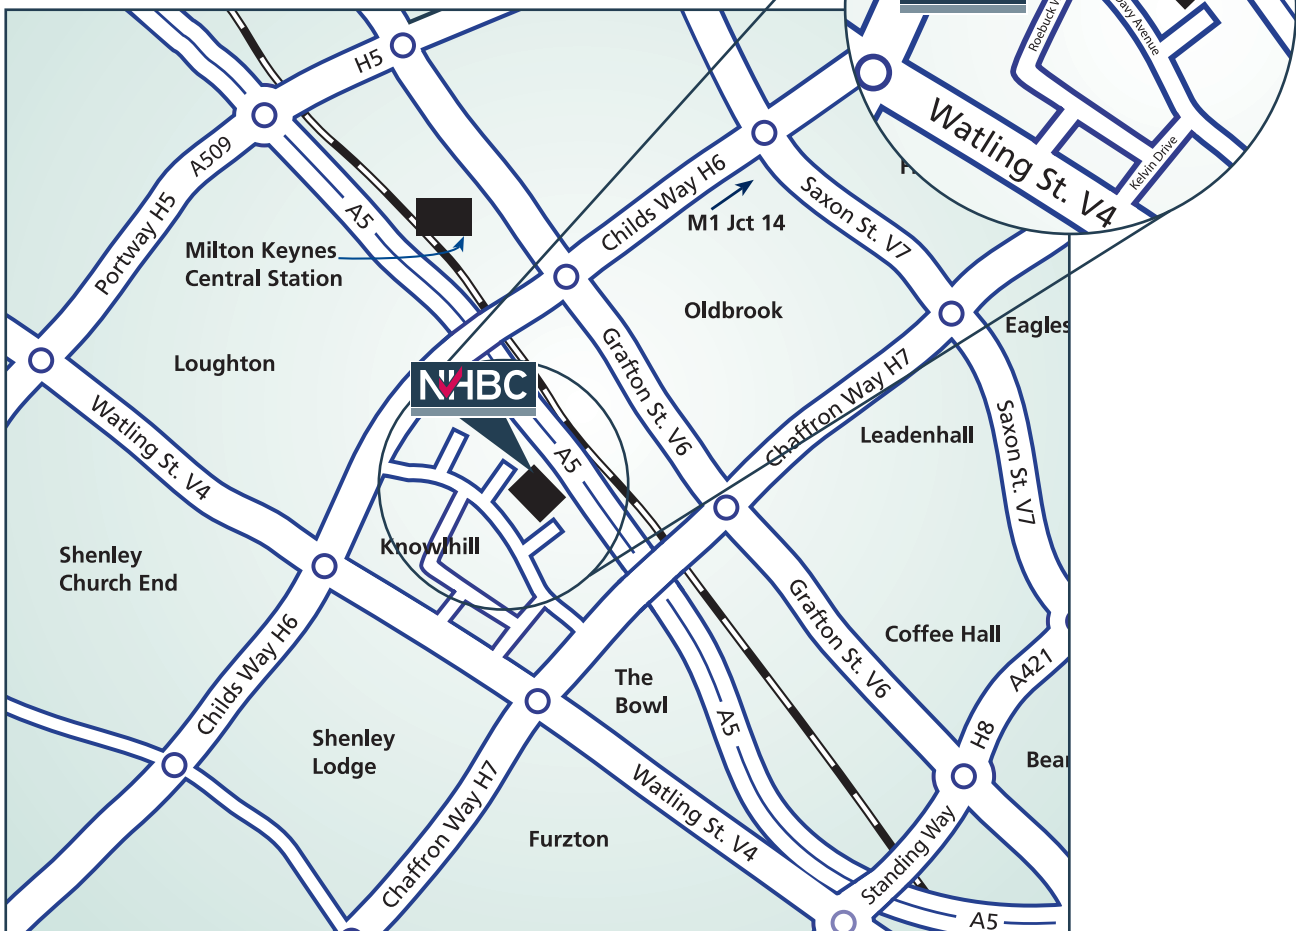 H5
A509
Roebuck
Davy Avenue
Watling St. V4
Kelvin Drive
Portway H5
A5
Milton Keynes
Central Station
Childs Way H6
M1 Jct 14
Saxon St. V7
Oldbrook
Eagles
Loughton
NHBC
Grafton St. V6
Chaffron Way H7
Leadenhall
Saxon St. V7
Watling St. V4
A5
Knowlhill
Shenley
Church End
Childs Way H6
Grafton St. V6
Coffee Hall
A421
The
Bowl
A5
H8
Shenley
Lodge
Bear
Chaffron Way H7
Watling St. V4
Furzton
Standing Way
A5